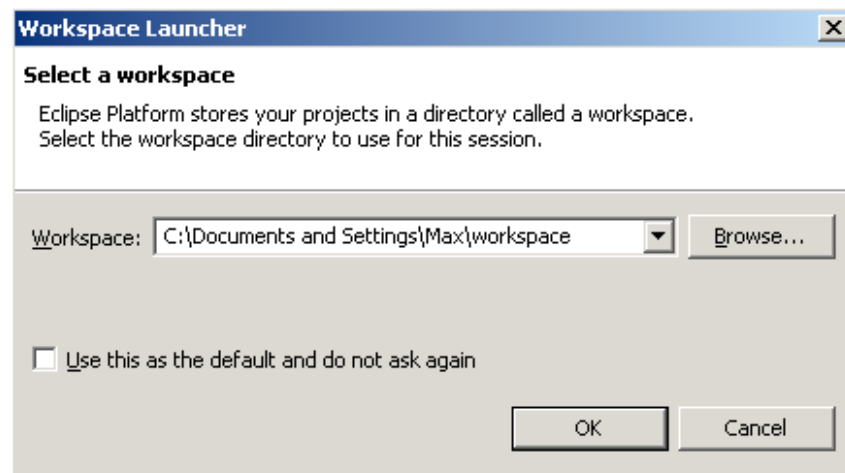 Workspace Launcher
Select a workspace
Eclipse Platform stores your projects in a directory called a workspace.
Select the workspace directory to use for this session.
Workspace: C:\Documents and Settings\Max\workspace Browse...
Use this as the default and do not ask again
OK Cancel